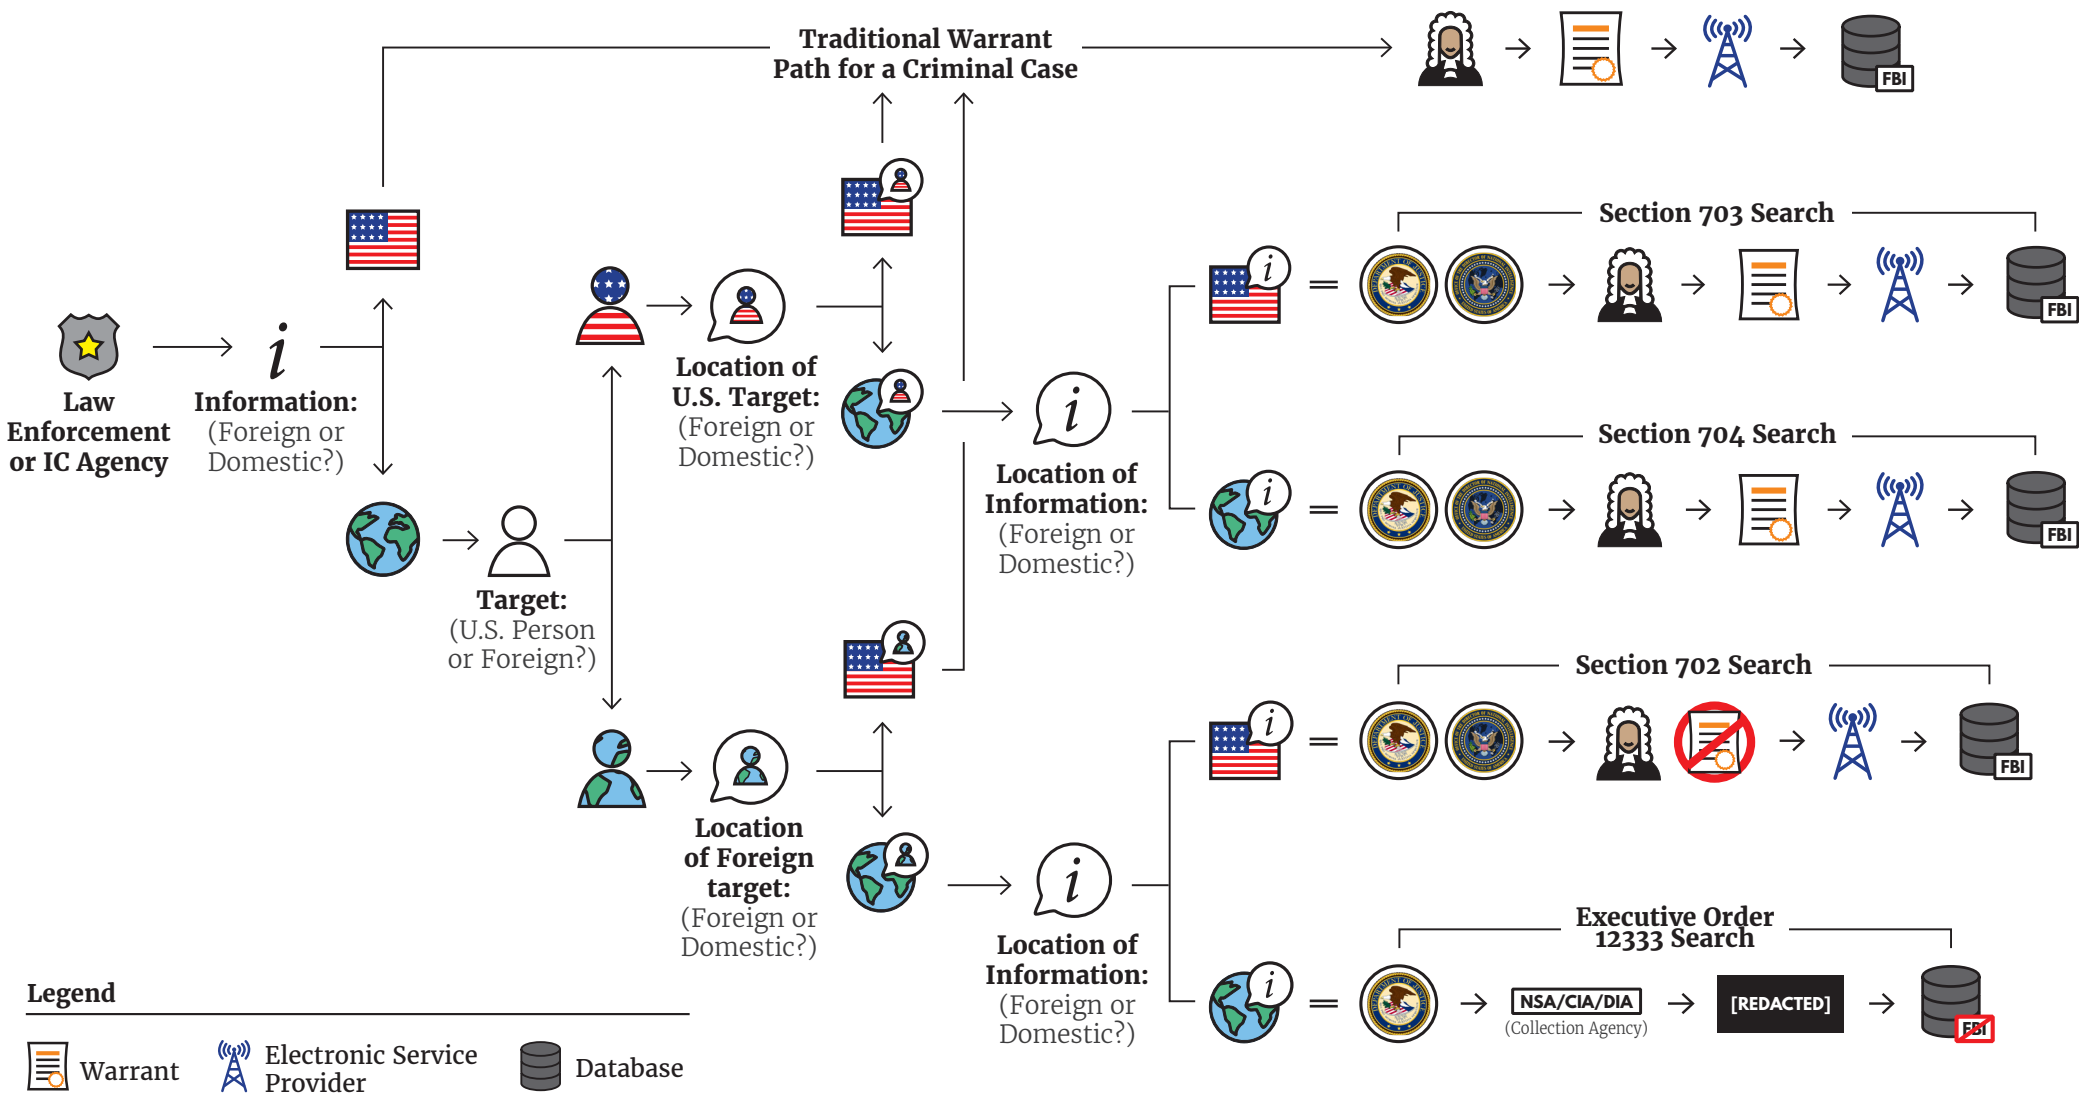 Traditional Warrant
Path for a Criminal Case
FBI
Section 703 Search
i
FBI
Law
Enforcement
or IC Agency
i
Information:
(Foreign or
Domestic?)
Location of
U.S. Target:
(Foreign or
Domestic?)
i
Location of
Information:
(Foreign or
Domestic?)
Section 704 Search
i
FBI
Target:
(U.S. Person
or Foreign?)
Section 702 Search
i
FBI
Location
of Foreign
target:
(Foreign or
Domestic?)
i
Location of
Information:
(Foreign or
Domestic?)
Executive Order
12333 Search
i
NSA/CIA/DIA
(Collection Agency)
[REDACTED]
FBI
Legend
Warrant
Electronic Service
Provider
Database